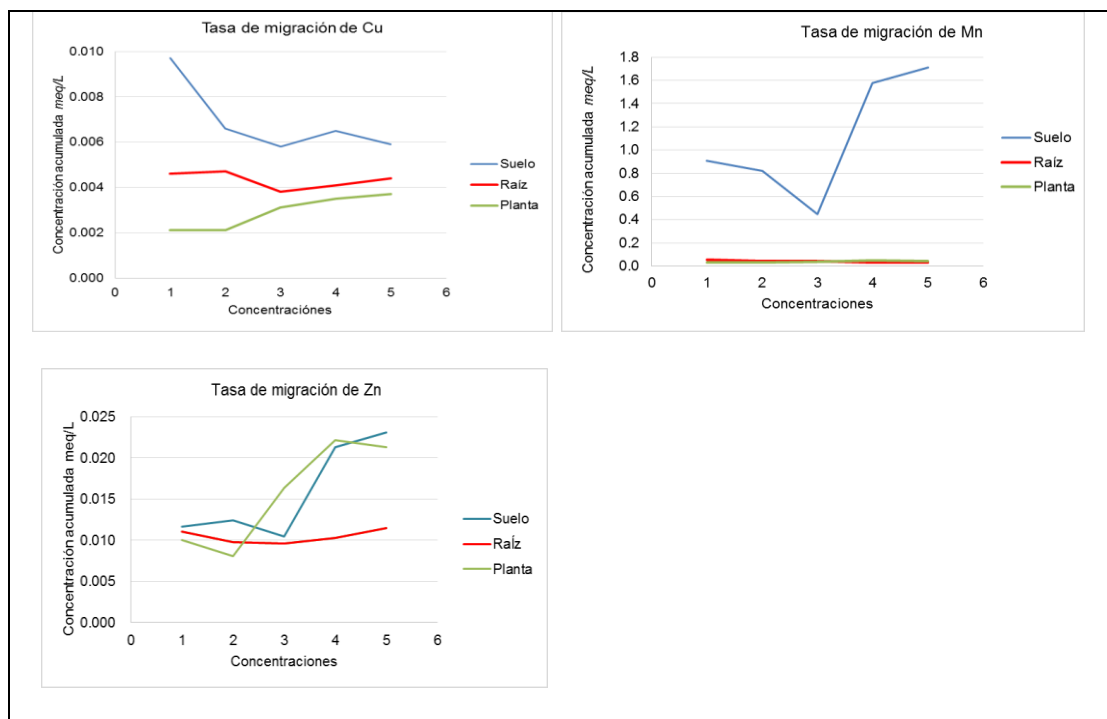 Tasa de migración de Cu
Concentración acumulada meq/L
0.010
0.008
0.006
0.004
0.002
0.000
0 1 2 3 4 5 6
Concentraciónes
Suelo
Raíz
Planta
Tasa de migración de Mn
Concentración acumulada meq/L
1.8
1.6
1.4
1.2
1.0
0.8
0.6
0.4
0.2
0.0
0 1 2 3 4 5 6
Concentraciones
Suelo
Raíz
Planta
Tasa de migración de Zn
Concentración acumulada meq/L
0.025
0.020
0.015
0.010
0.005
0.000
0 1 2 3 4 5 6
Concentraciones
Suelo
RaÍz
Planta